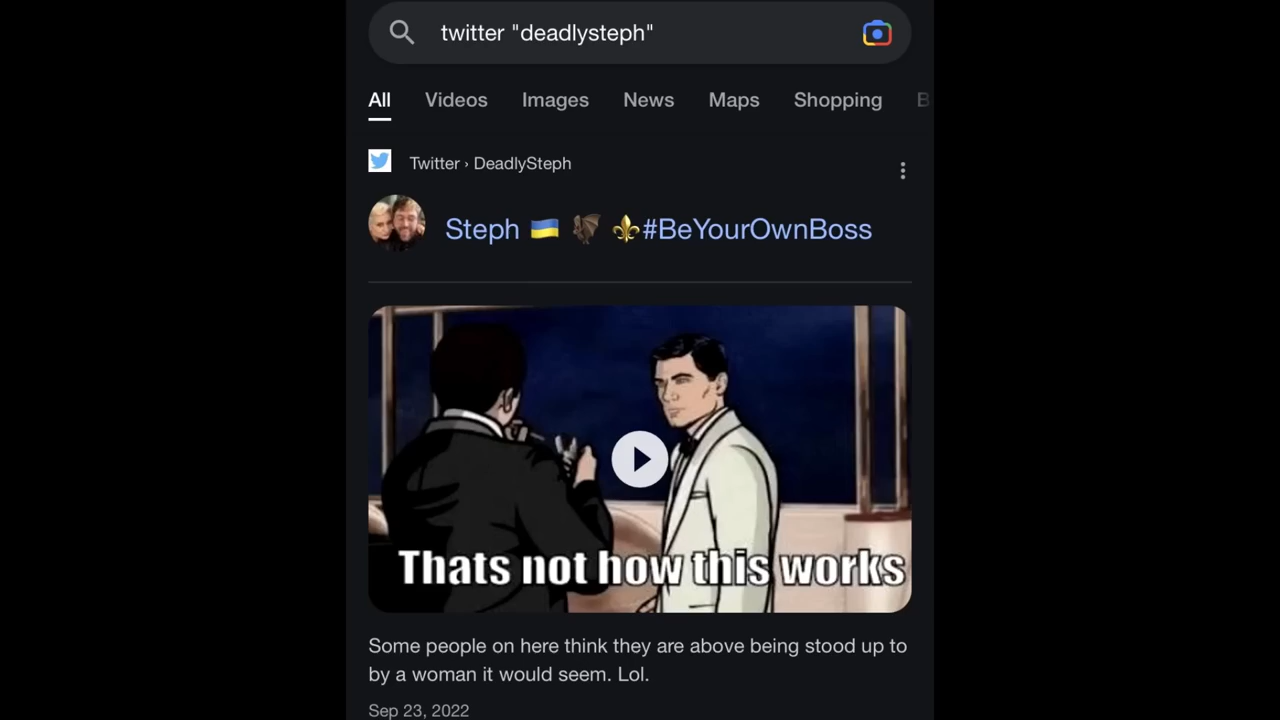 twitter "deadlysteph"
All Videos Images News Maps Shopping B
Twitter › DeadlySteph
Steph 🇺🇦 🦇 ⚜️#BeYourOwnBoss
Thats not how this works
Some people on here think they are above being stood up to
by a woman it would seem. Lol.
Sep 23, 2022